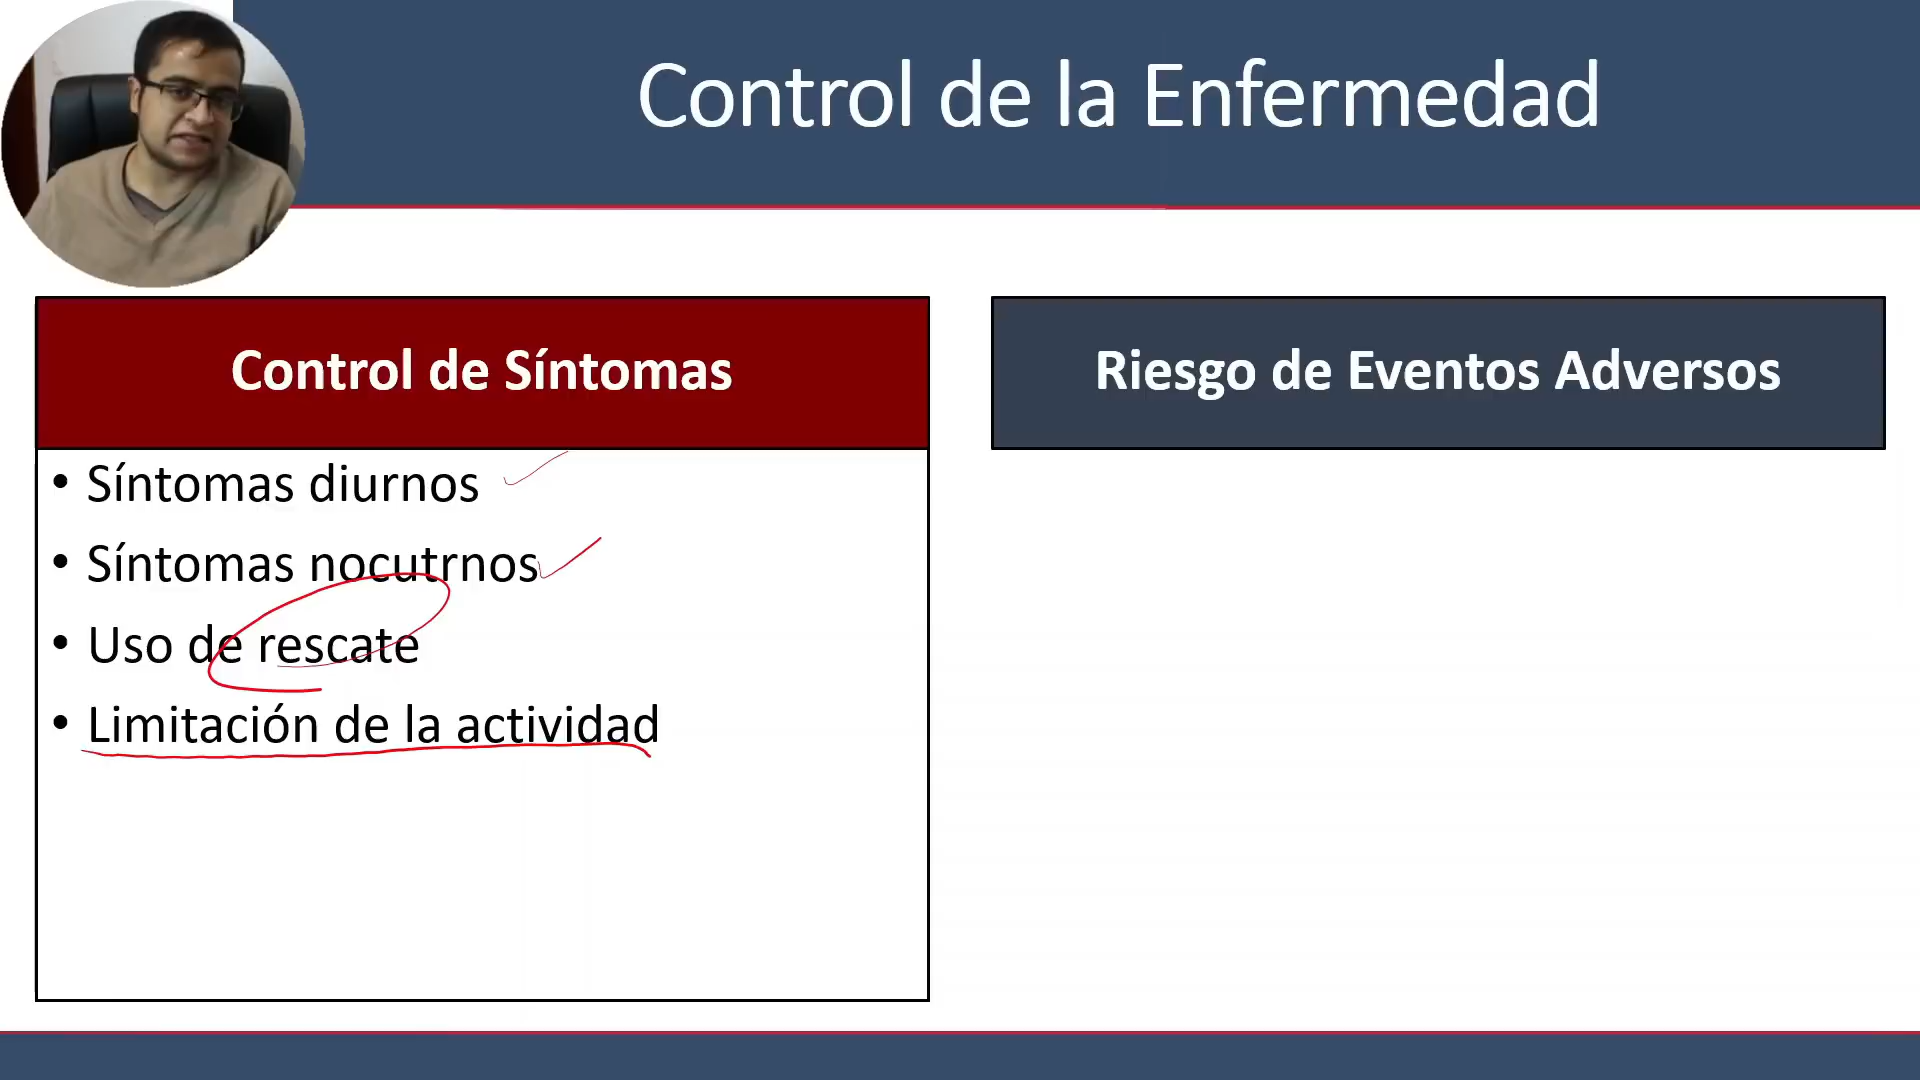 Control de la Enfermedad
Control de Síntomas
• Síntomas diurnos
• Síntomas nocutrnos
• Uso de rescate
• Limitación de la actividad
Riesgo de Eventos Adversos